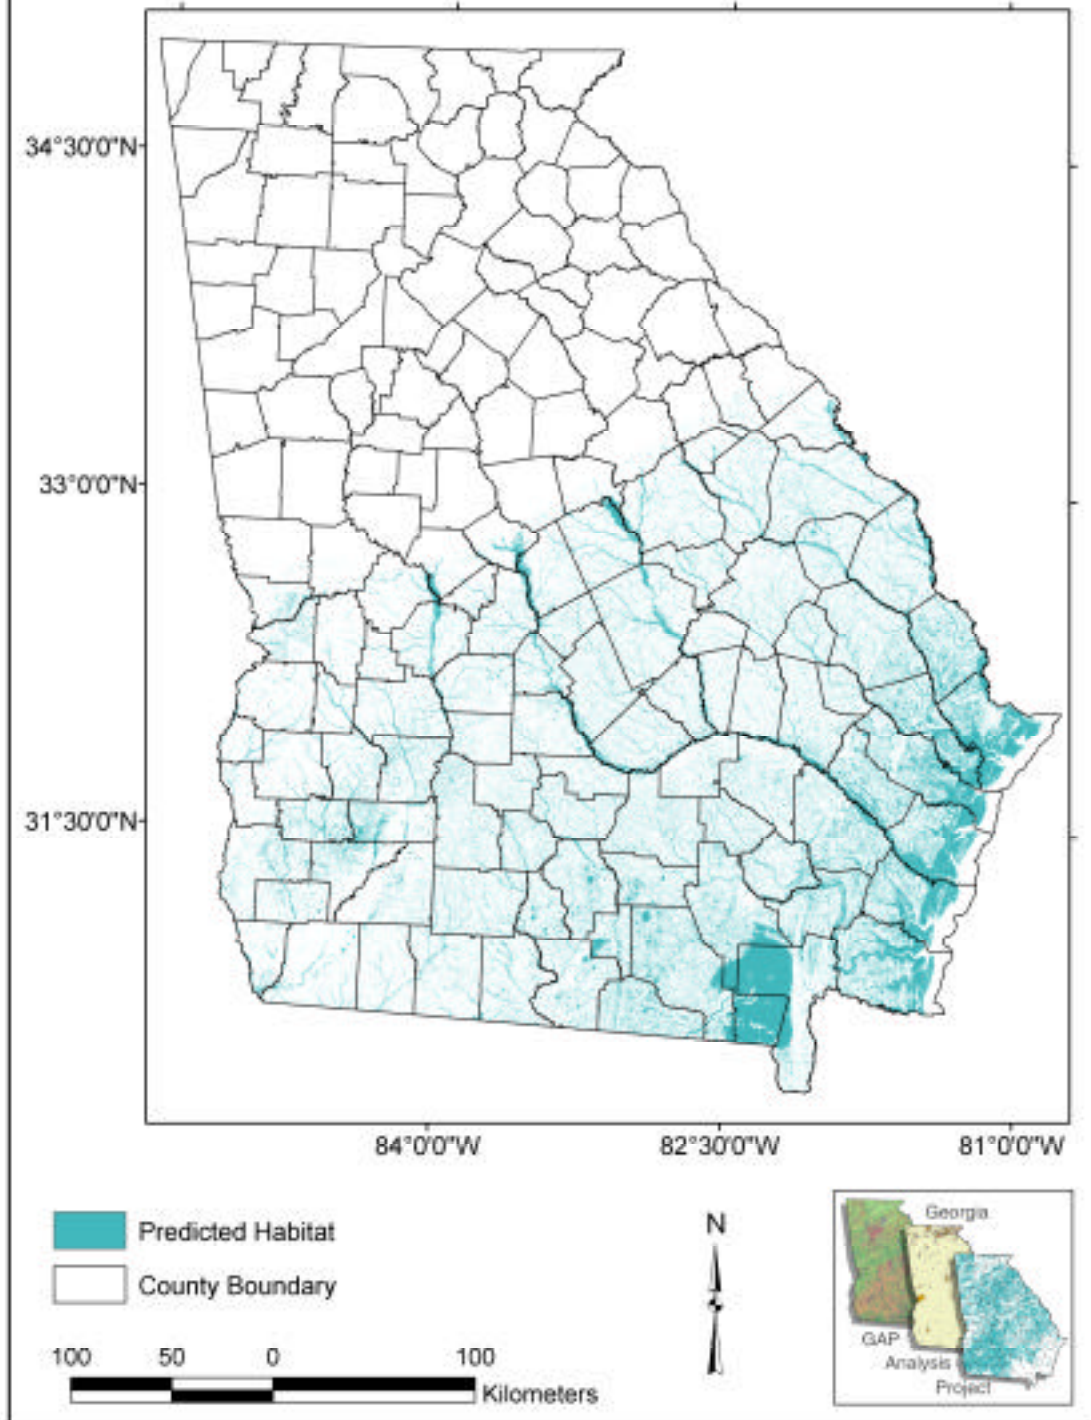 34°30'0"N
33°0'0"N
31°30'0"N
84°0'0"W 82°30'0"W 81°0'0"W
Predicted Habitat
County Boundary
N
100 50 0 100
Kilometers
Georgia
GAP
Analysis
Project